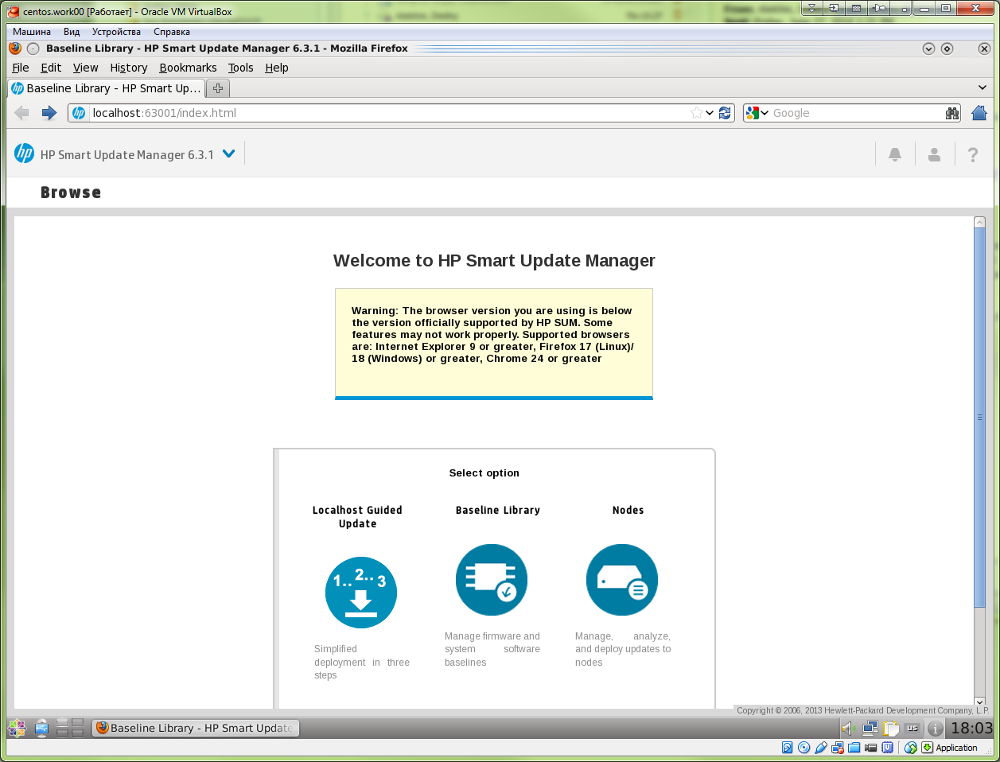 centos.work00 [Работает] - Oracle VM VirtualBox
Машина Вид Устройства Справка
Baseline Library - HP Smart Update Manager 6.3.1 - Mozilla Firefox
File Edit View History Bookmarks Tools Help
Baseline Library - HP Smart Up...
localhost:63001/index.html
Google
hp HP Smart Update Manager 6.3.1
?
Browse
Welcome to HP Smart Update Manager
Warning: The browser version you are using is below
the version officially supported by HP SUM. Some
features may not work properly. Supported browsers
are: Internet Explorer 9 or greater, Firefox 17 (Linux)/
18 (Windows) or greater, Chrome 24 or greater
Select option
Localhost Guided
Update
Baseline Library
Nodes
1.. 2.. 3
Simplified
deployment in three
steps
Manage firmware and
system software
baselines
Manage, analyze,
and deploy updates to
nodes
Copyright © 2006, 2013 Hewlett-Packard Development Company, L.P.
Baseline Library - HP Smart Update
us
18:03
Application